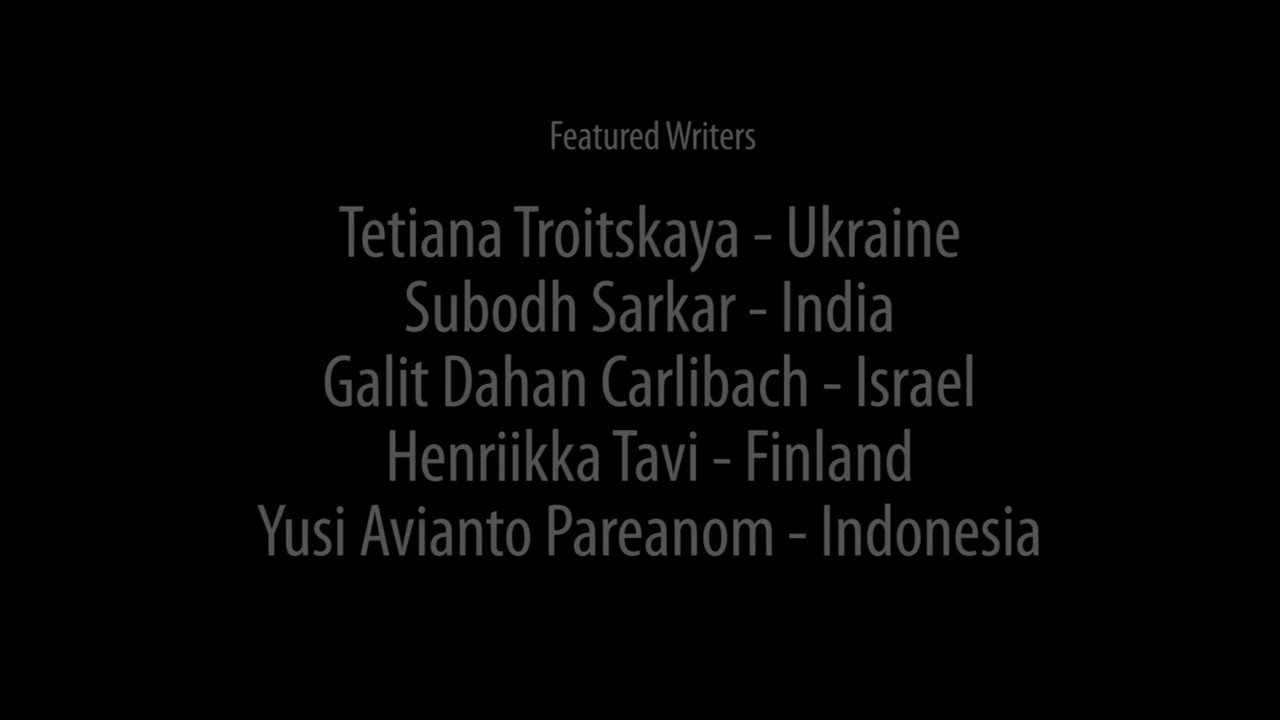 Featured Writers
Tetiana Troitskaya - Ukraine
Subodh Sarkar - India
Galit Dahan Carlibach - Israel
Henriikka Tavi - Finland
Yusi Avianto Pareanom - Indonesia